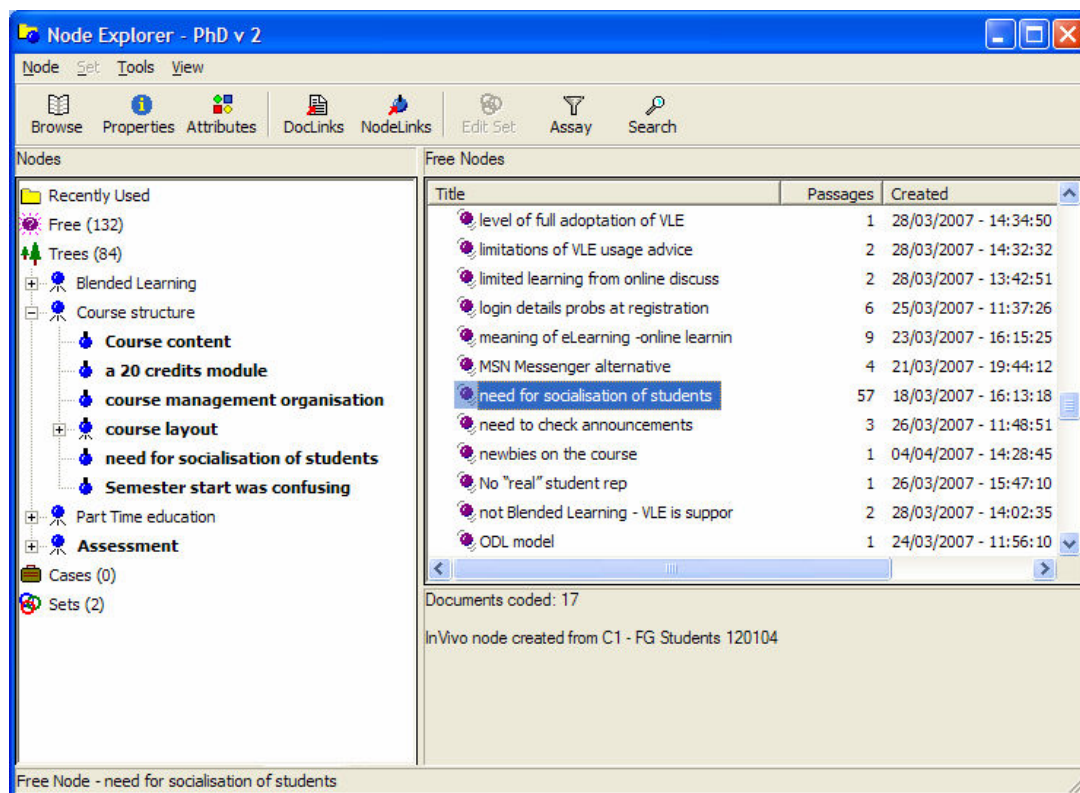 Node Explorer - PhD v 2
Node Set Tools View
Browse Properties Attributes DocLinks NodeLinks Edit Set Assay Search
Nodes
Recently Used
Free (132)
Trees (84)
Blended Learning
Course structure
Course content
a 20 credits module
course management organisation
course layout
need for socialisation of students
Semester start was confusing
Part Time education
Assessment
Cases (0)
Sets (2)
Free Nodes
Title Passages Created
level of full adoptation of VLE 1 28/03/2007 - 14:34:50
limitations of VLE usage advice 2 28/03/2007 - 14:32:32
limited learning from online discuss 2 28/03/2007 - 13:42:51
login details probs at registration 6 25/03/2007 - 11:37:26
meaning of eLearning -online learnin 9 23/03/2007 - 16:15:25
MSN Messenger alternative 4 21/03/2007 - 19:44:12
need for socialisation of students 57 18/03/2007 - 16:13:18
need to check announcements 3 26/03/2007 - 11:48:51
newbies on the course 1 04/04/2007 - 14:28:45
No "real" student rep 1 26/03/2007 - 15:47:10
not Blended Learning - VLE is suppor 2 28/03/2007 - 14:02:35
ODL model 1 24/03/2007 - 11:56:10
Documents coded: 17
InVivo node created from C1 - FG Students 120104
Free Node - need for socialisation of students